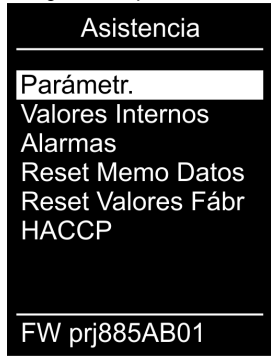 Asistencia
Parámetr.
Valores Internos
Alarmas
Reset Memo Datos
Reset Valores Fábr
HACCP
FW prj885AB01